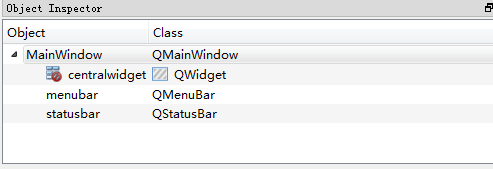 Object Inspector
Object Class
MainWindow QMainWindow
centralwidget QWidget
menubar QMenuBar
statusbar QStatusBar